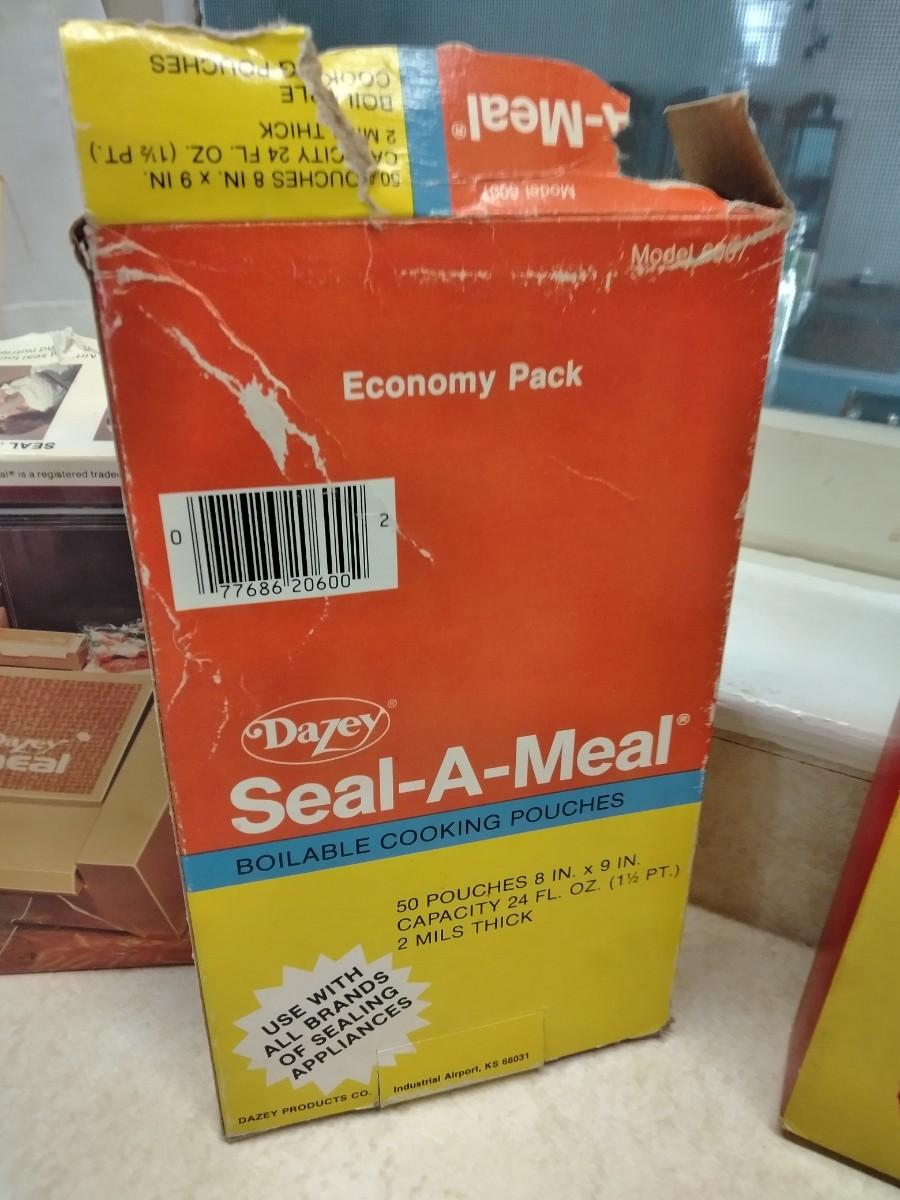 50 POUCHES 8 IN. x 9 IN.
CAPACITY 24 FL. OZ. (1½ PT.)
2 MILS THICK
BOILABLE
COOKING POUCHES
A-Meal®
Model 6007
Model 6007
Economy Pack
0 77686 20600 2
Dazey®
Seal-A-Meal®
BOILABLE COOKING POUCHES
50 POUCHES 8 IN. x 9 IN.
CAPACITY 24 FL. OZ. (1½ PT.)
2 MILS THICK
USE WITH
ALL BRANDS
OF SEALING
APPLIANCES
DAZEY PRODUCTS CO. Industrial Airport, KS 66031
SEAL
al® is a registered trade
Dazey
Meal